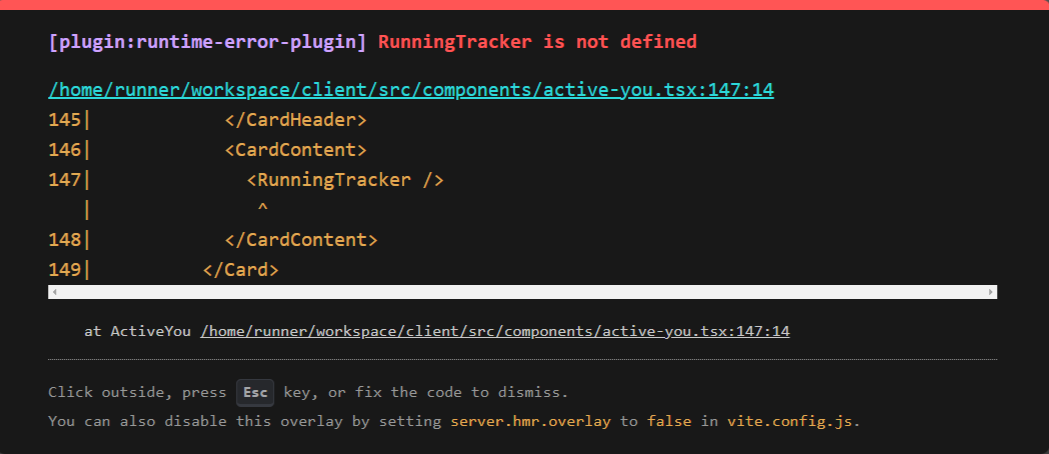 [plugin:runtime-error-plugin] RunningTracker is not defined
/home/runner/workspace/client/src/components/active-you.tsx:147:14
145|            </CardHeader>
146|            <CardContent>
147|              <RunningTracker />
   |               ^
148|            </CardContent>
149|          </Card>
at ActiveYou /home/runner/workspace/client/src/components/active-you.tsx:147:14
Click outside, press Esc key, or fix the code to dismiss.
You can also disable this overlay by setting server.hmr.overlay to false in vite.config.js.